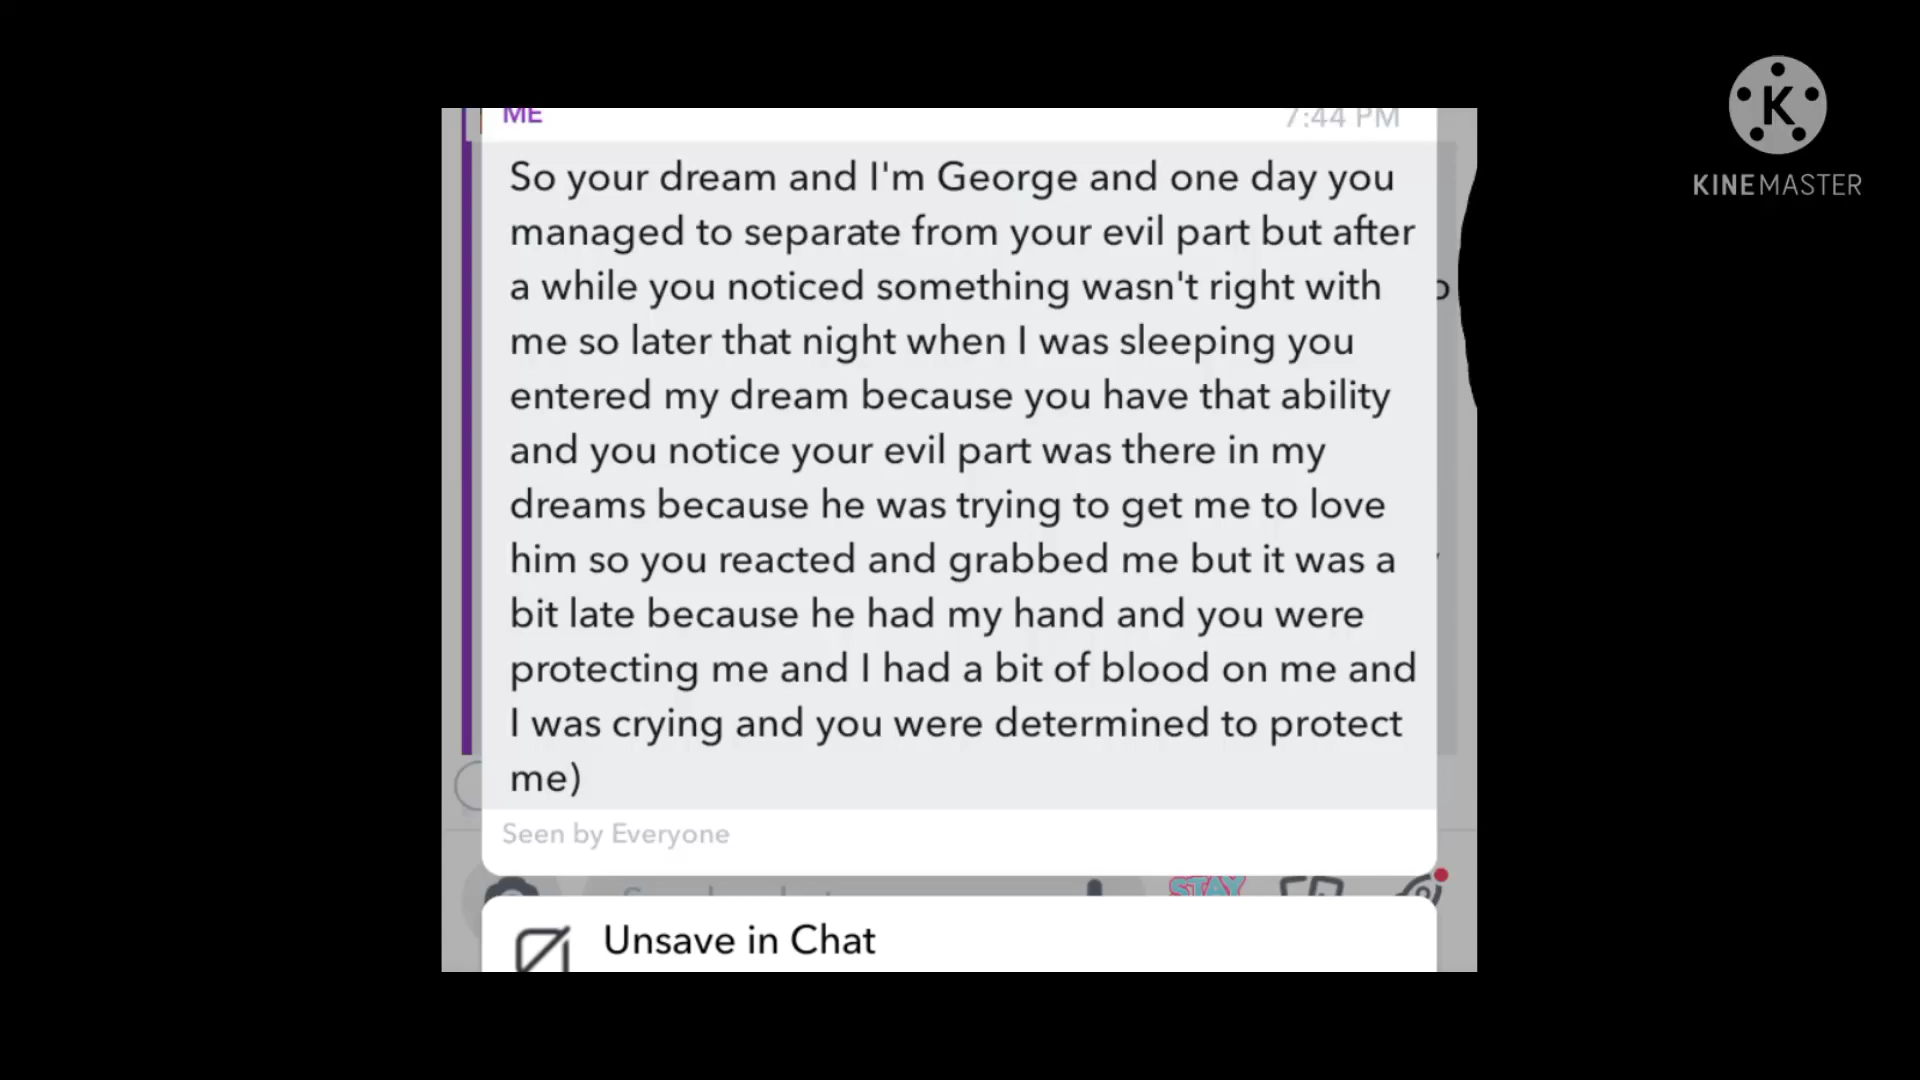 ME
7:44 PM
So your dream and I'm George and one day you
managed to separate from your evil part but after
a while you noticed something wasn't right with
me so later that night when I was sleeping you
entered my dream because you have that ability
and you notice your evil part was there in my
dreams because he was trying to get me to love
him so you reacted and grabbed me but it was a
bit late because he had my hand and you were
protecting me and I had a bit of blood on me and
I was crying and you were determined to protect
me)
Seen by Everyone
STAY
Unsave in Chat
K
KINEMASTER